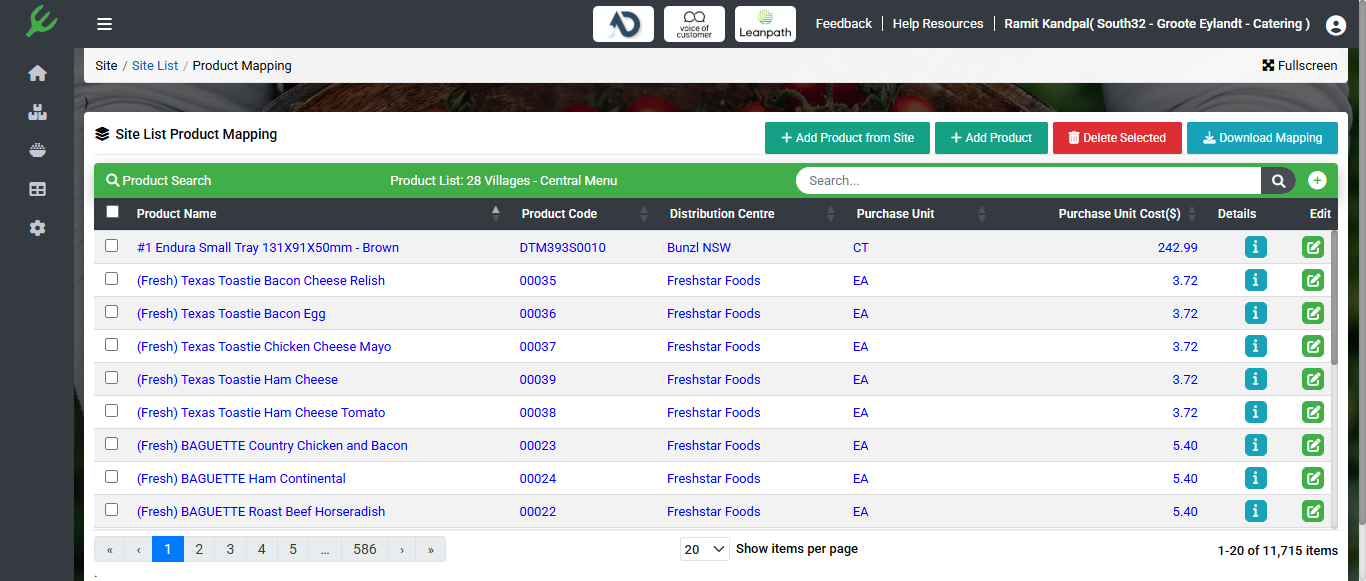 voice of customer
Leanpath
Feedback
Help Resources
Ramit Kandpal( South32 - Groote Eylandt - Catering )
Site / Site List / Product Mapping
Fullscreen
)
Site List Product Mapping
+ Add Product from Site
+ Add Product
Delete Selected
Download Mapping
Product Search
Product List: 28 Villages - Central Menu
Search...
Product Name Product Code Distribution Centre Purchase Unit Purchase Unit Cost($) Details Edit
#1 Endura Small Tray 131X91X50mm - Brown DTM393S0010 Bunzl NSW CT 242.99
(Fresh) Texas Toastie Bacon Cheese Relish 00035 Freshstar Foods EA 3.72
(Fresh) Texas Toastie Bacon Egg 00036 Freshstar Foods EA 3.72
(Fresh) Texas Toastie Chicken Cheese Mayo 00037 Freshstar Foods EA 3.72
(Fresh) Texas Toastie Ham Cheese 00039 Freshstar Foods EA 3.72
(Fresh) Texas Toastie Ham Cheese Tomato 00038 Freshstar Foods EA 3.72
(Fresh) BAGUETTE Country Chicken and Bacon 00023 Freshstar Foods EA 5.40
(Fresh) BAGUETTE Ham Continental 00024 Freshstar Foods EA 5.40
(Fresh) BAGUETTE Roast Beef Horseradish 00022 Freshstar Foods EA 5.40
« ‹ 1 2 3 4 5 ... 586 › »
20 Show items per page
1-20 of 11,715 items
.